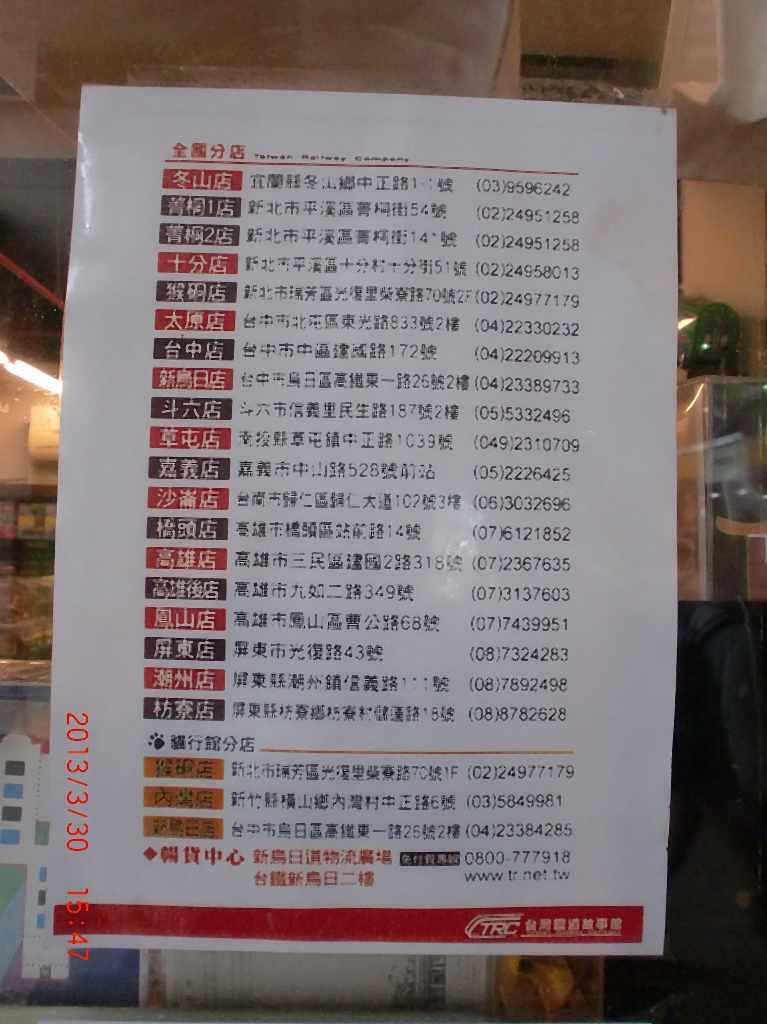 全國分店 Taiwan Railway Company
冬山店 宜蘭縣冬山鄉中正路 號 (03)9596242
菁桐1店 新北市平溪區菁桐街54號 (02)24951258
菁桐2店 新北市平溪區菁桐街141號 (02)24951258
十分店 新北市平溪區十分村十分街51號 (02)24958013
猴硐店 新北市瑞芳區光復里柴寮路70號2F (02)24977179
太原店 台中市北屯區東光路833號2樓 (04)22330232
台中店 台中市中區建國路172號 (04)22209913
新烏日店 台中市烏日區高鐵東一路26號2樓 (04)23389733
斗六店 斗六市信義里民生路187號2樓 (05)5332496
草屯店 南投縣草屯鎮中正路1039號 (049)2310709
嘉義店 嘉義市中山路528號前站 (05)2226425
沙崙店 台南市歸仁區歸仁大道102號3樓 (06)3032696
橋頭店 高雄市橋頭區站前路14號 (07)6121852
高雄店 高雄市三民區建國2路318號 (07)2367635
高雄後店 高雄市九如二路349號 (07)3137603
鳳山店 高雄市鳳山區曹公路68號 (07)7439951
屏東店 屏東市光復路43號 (08)7324283
潮州店 屏東縣潮州鎮信義路111號 (08)7892498
枋寮店 屏東縣枋寮鄉枋寮村儲運路18號 (08)8782628
貓行館分店
猴硐店 新北市瑞芳區光復里柴寮路70號1F (02)24977179
內灣店 新竹縣橫山鄉內灣村中正路6號 (03)5849981
新烏日店 台中市烏日區高鐵東一路26號2樓 (04)23384285
◆暢貨中心 新烏日鐵物流廣場 免付費專線 0800-777918
台鐵新烏日二樓 www.tr.net.tw
TRC 台灣鐵道故事館
2013/3/30 15:47